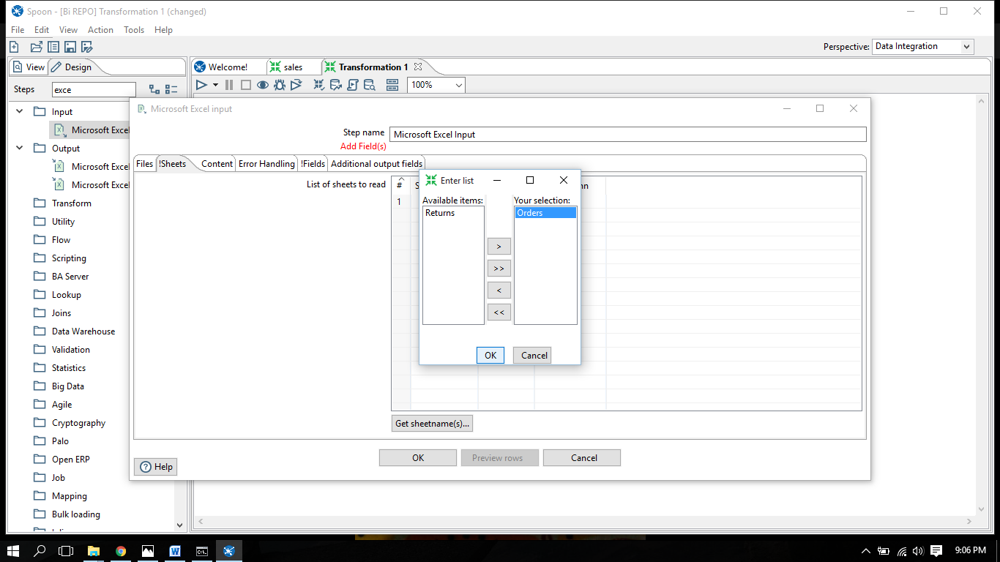 Spoon - [Bi REPO] Transformation 1 (changed)
File Edit View Action Tools Help
Perspective: Data Integration
View Design
Welcome! sales Transformation 1
Steps exce
100%
Input
Microsoft Excel
Output
Microsoft Excel
Microsoft Excel
Transform
Utility
Flow
Scripting
BA Server
Lookup
Joins
Data Warehouse
Validation
Statistics
Big Data
Agile
Cryptography
Palo
Open ERP
Job
Mapping
Bulk loading
Microsoft Excel input
Step name Microsoft Excel Input
Add Field(s)
Files !Sheets Content Error Handling !Fields Additional output fields
List of sheets to read
# S
1
Enter list
Available items: Your selection:
Returns
Orders
>
>>
<
<<
OK Cancel
Get sheetname(s)...
OK Preview rows Cancel
Help
9:06 PM